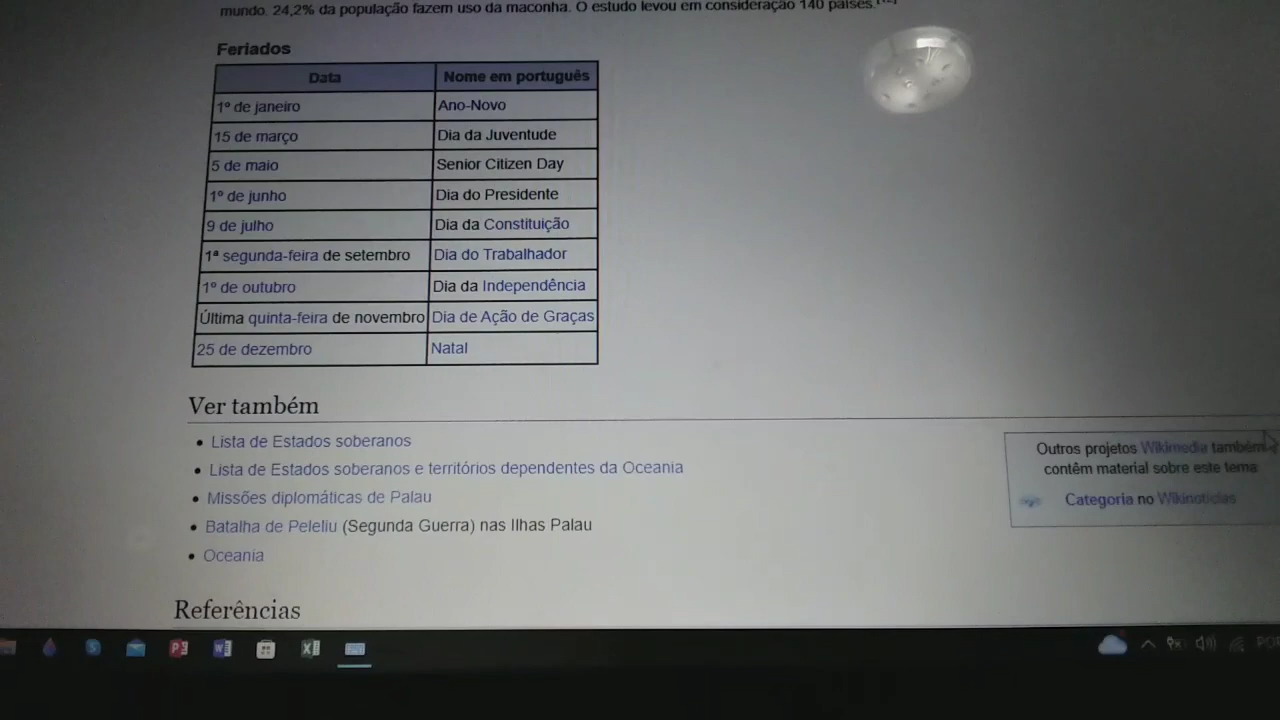 mundo. 24,2% da população fazem uso da maconha. O estudo levou em consideração 140 países.
Feriados
Data Nome em português
1º de janeiro Ano-Novo
15 de março Dia da Juventude
5 de maio Senior Citizen Day
1º de junho Dia do Presidente
9 de julho Dia da Constituição
1ª segunda-feira de setembro Dia do Trabalhador
1º de outubro Dia da Independência
Última quinta-feira de novembro Dia de Ação de Graças
25 de dezembro Natal
Ver também
• Lista de Estados soberanos
• Lista de Estados soberanos e territórios dependentes da Oceania
• Missões diplomáticas de Palau
• Batalha de Peleliu (Segunda Guerra) nas Ilhas Palau
• Oceania
Outros projetos Wikimedia também
contêm material sobre este tema
Categoria no Wikinotícias
Referências